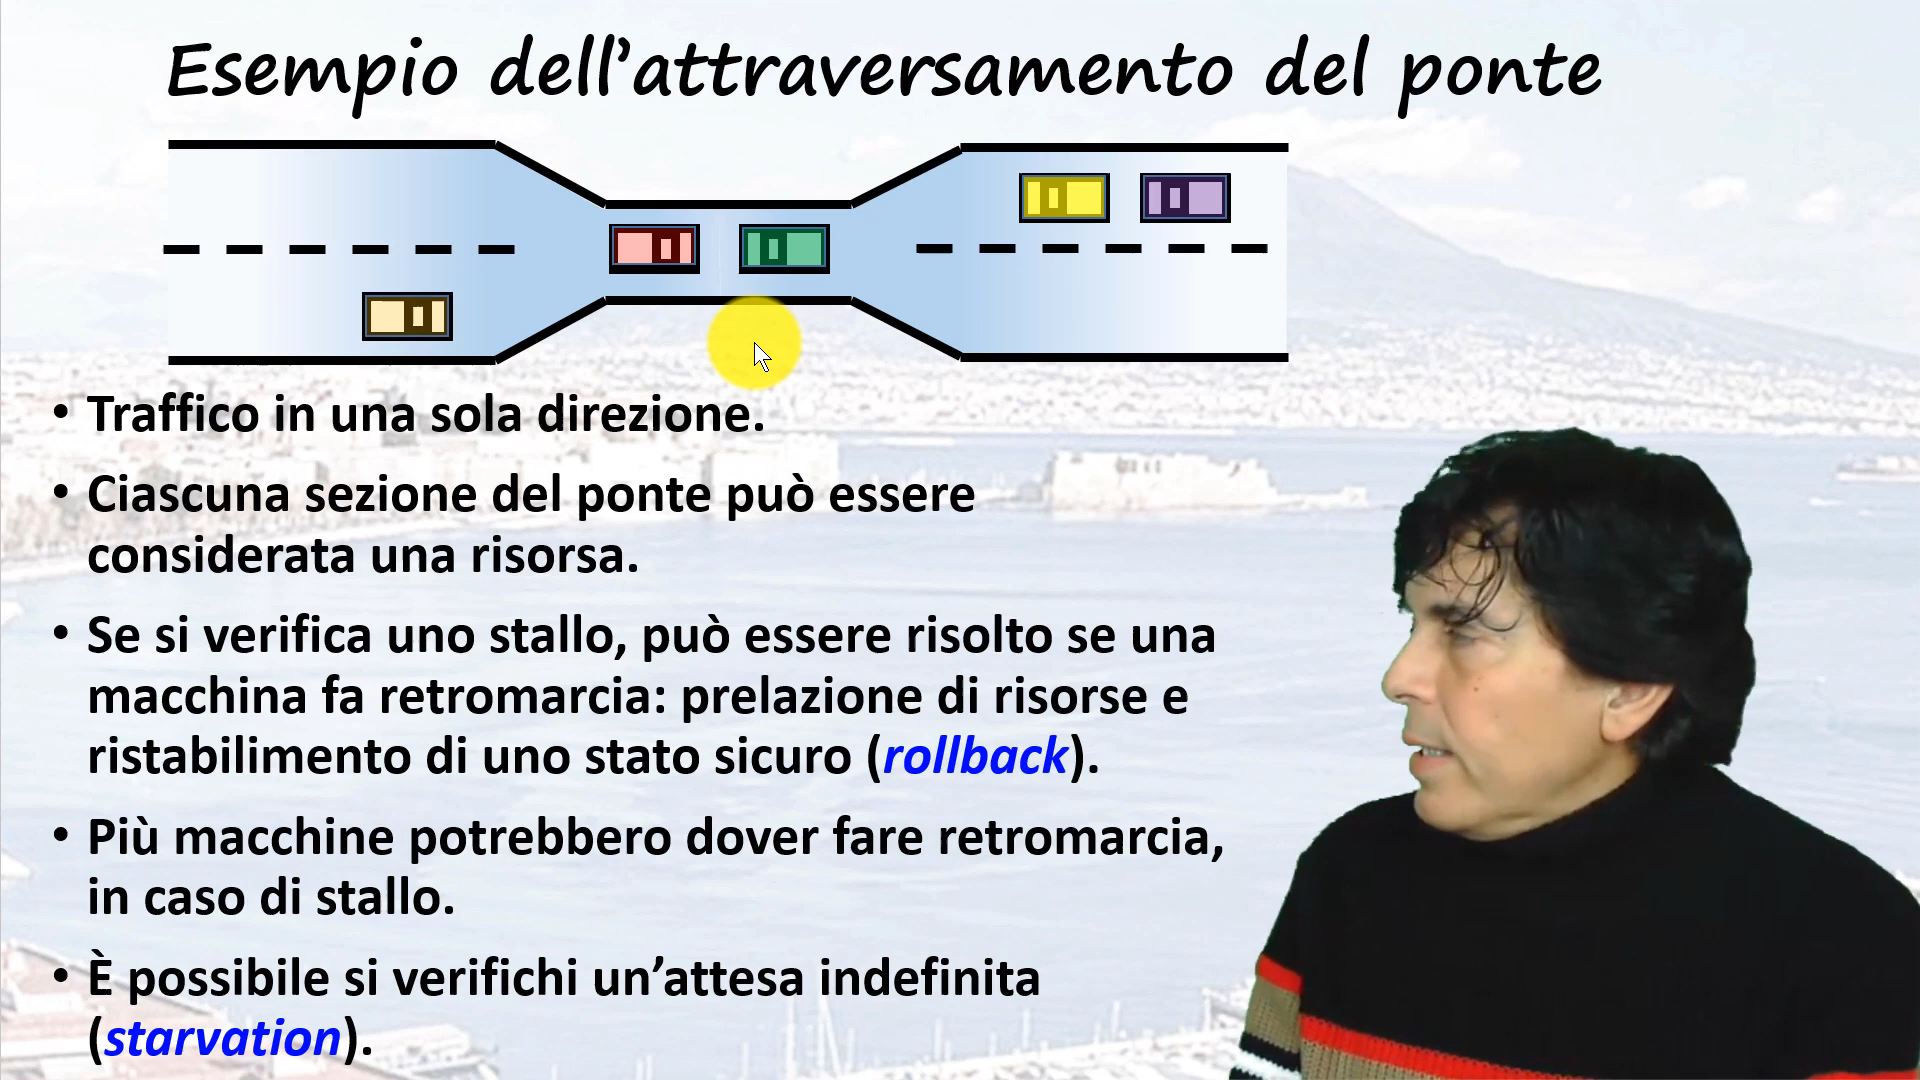 Esempio dell’attraversamento del ponte
• Traffico in una sola direzione.
• Ciascuna sezione del ponte può essere
considerata una risorsa.
• Se si verifica uno stallo, può essere risolto se una
macchina fa retromarcia: prelazione di risorse e
ristabilimento di uno stato sicuro (rollback).
• Più macchine potrebbero dover fare retromarcia,
in caso di stallo.
• È possibile si verifichi un’attesa indefinita
(starvation).